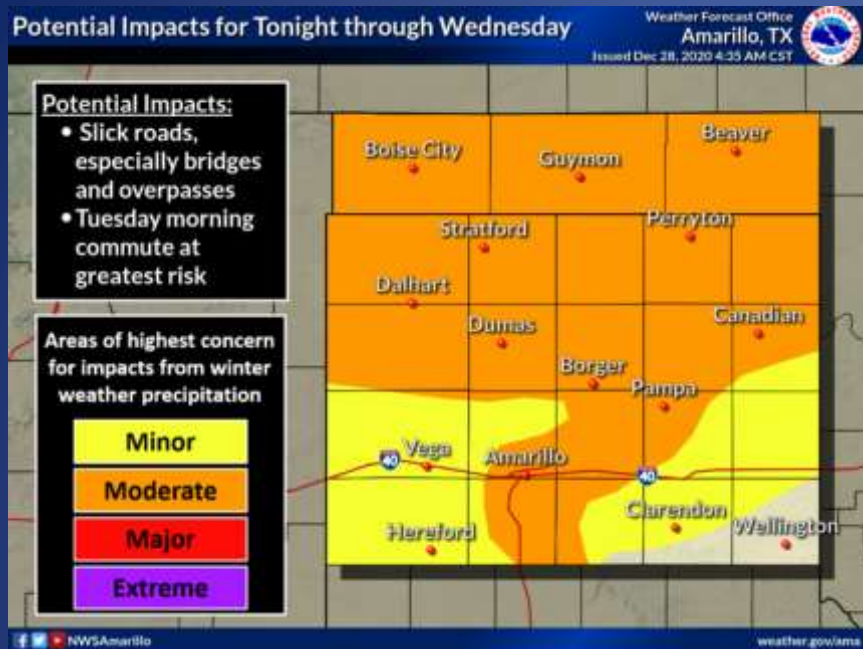 Potential Impacts for Tonight through Wednesday
Weather Forecast Office
Amarillo, TX
Issued Dec 28, 2020 4:35 AM CST
Potential Impacts:
• Slick roads,
especially bridges
and overpasses
• Tuesday morning
commute at
greatest risk
Areas of highest concern
for impacts from winter
weather precipitation
Minor
Moderate
Major
Extreme
Boise City
Guymon
Beaver
Stratford
Perryton
Dalhart
Dumas
Canadian
Borger
Pampa
40
Vega
Amarillo
40
Hereford
Clarendon
Wellington
NWSAmarillo
weather.gov/ama